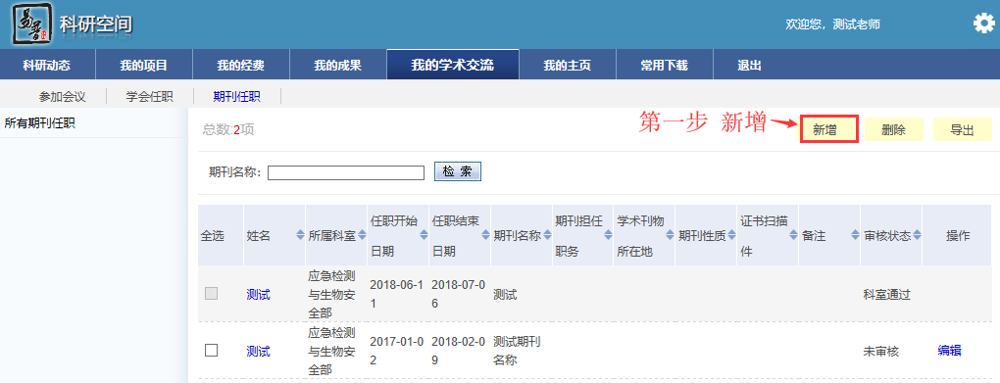 易普 科研空间
欢迎您，测试老师
科研动态 我的项目 我的经费 我的成果 我的学术交流 我的主页 常用下载 退出
参加会议 学会任职 期刊任职
所有期刊任职
总数:2项
第一步 新增
新增 删除 导出
期刊名称： 检 索
全选 姓名 所属科室 任职开始日期 任职结束日期 期刊名称 期刊担任职务 学术刊物所在地 期刊性质 证书扫描件 备注 审核状态 操作
测试 应急检测与生物安全部 2018-06-11 2018-07-06 测试 科室通过
测试 应急检测与生物安全部 2017-01-02 2018-02-09 测试期刊名称 未审核 编辑